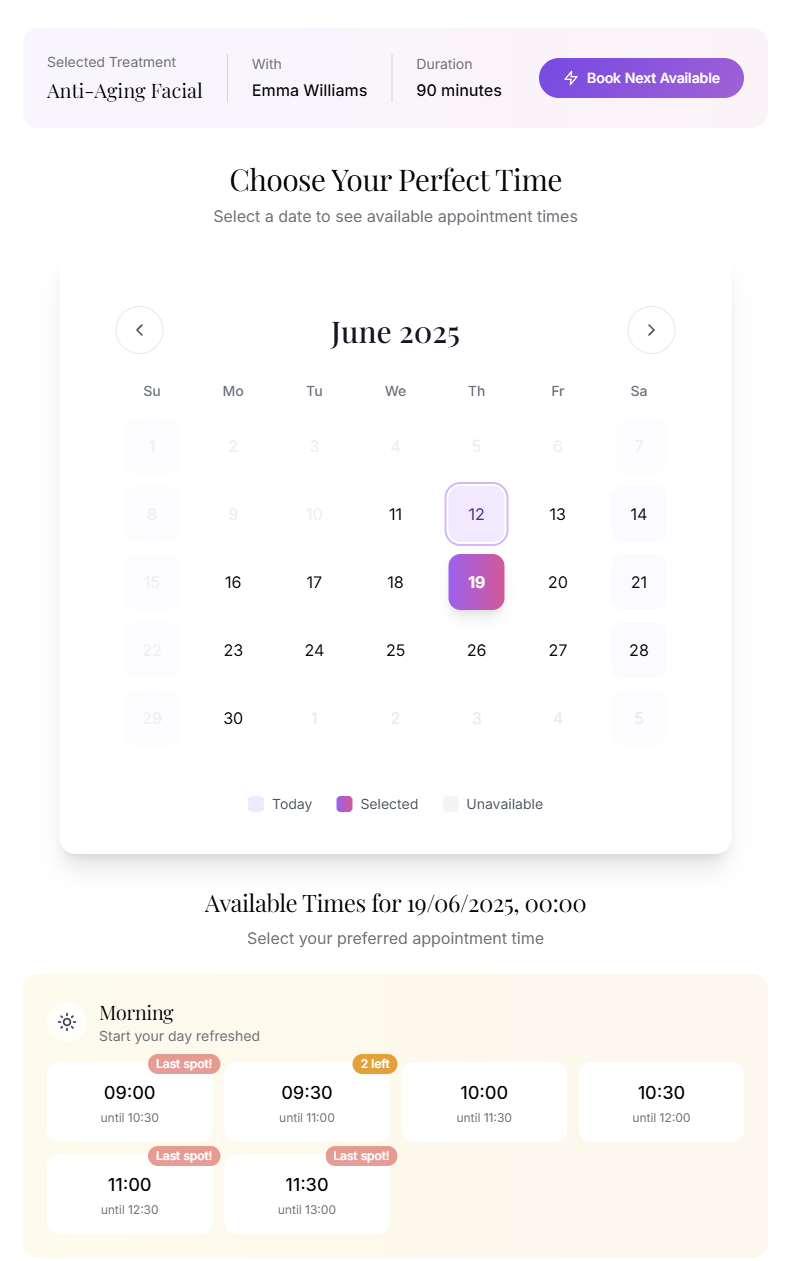 Selected Treatment
Anti-Aging Facial
With
Emma Williams
Duration
90 minutes
Book Next Available
Choose Your Perfect Time
Select a date to see available appointment times
June 2025
Su Mo Tu We Th Fr Sa
1 2 3 4 5 6 7
8 9 10 11 12 13 14
15 16 17 18 19 20 21
22 23 24 25 26 27 28
29 30 1 2 3 4 5
Today Selected Unavailable
Available Times for 19/06/2025, 00:00
Select your preferred appointment time
Morning
Start your day refreshed
Last spot! 2 left
09:00 09:30 10:00 10:30
until 10:30 until 11:00 until 11:30 until 12:00
Last spot! Last spot!
11:00 11:30
until 12:30 until 13:00